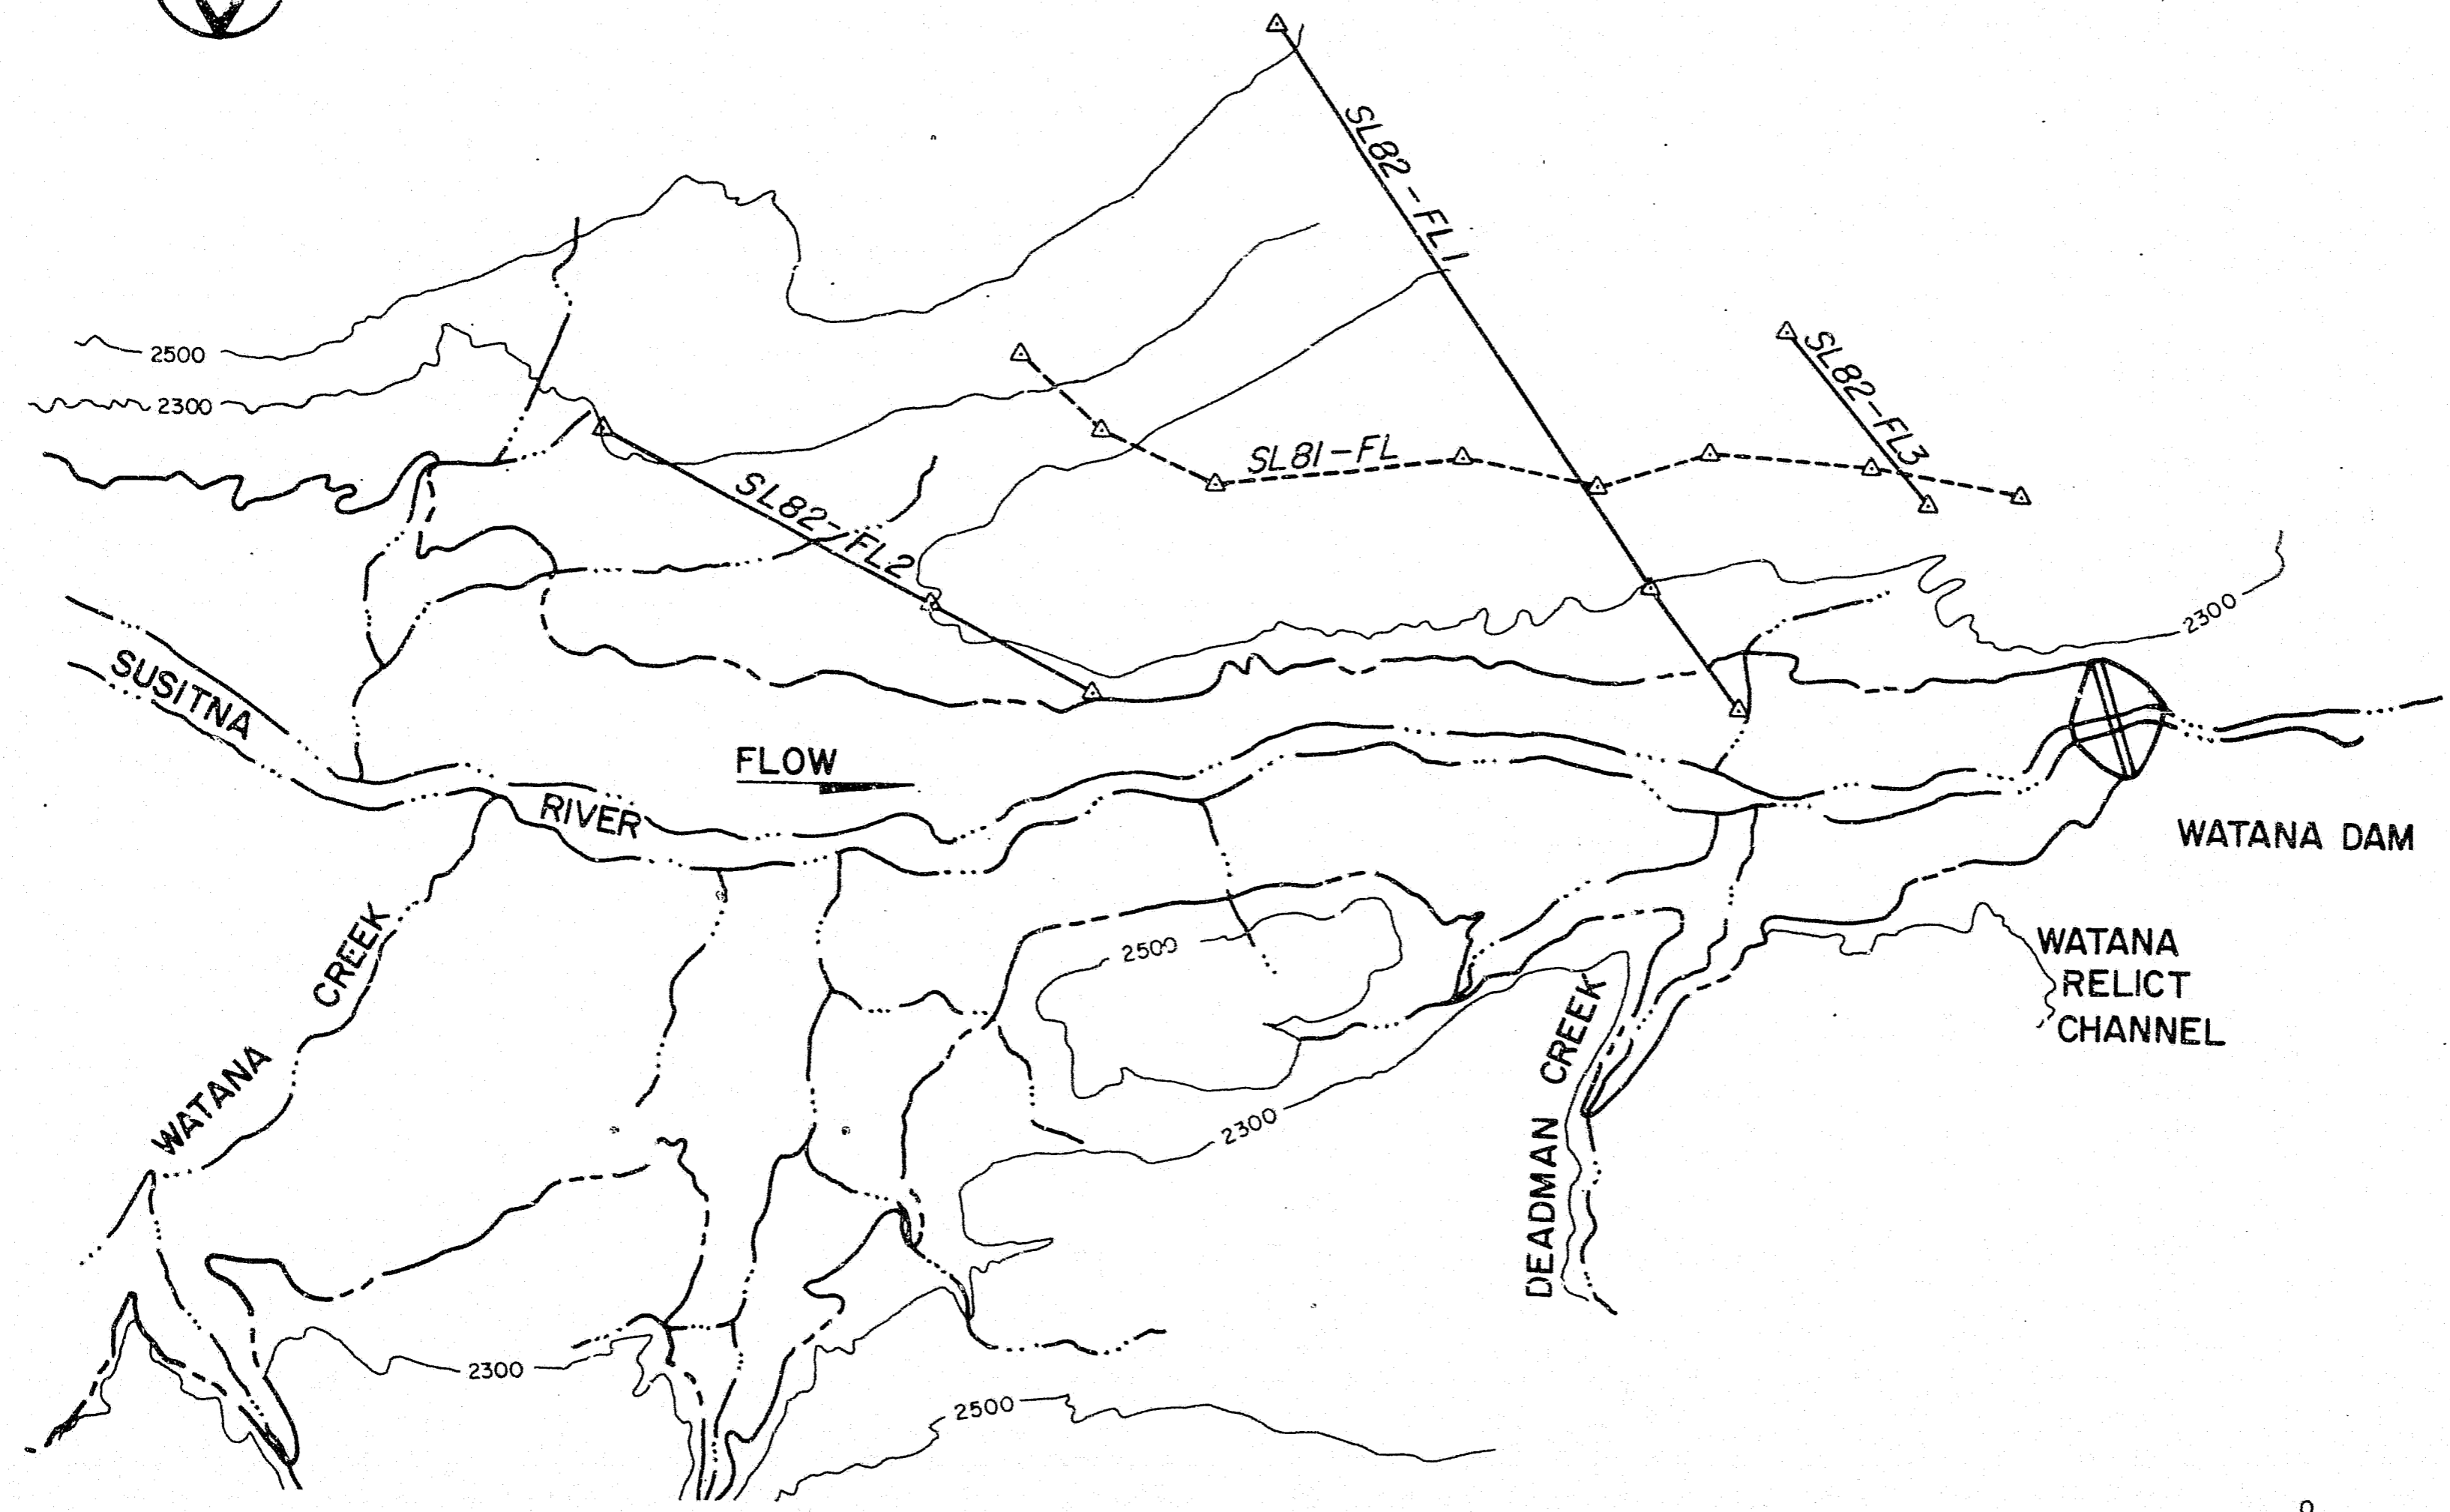 SL82-FL1
2500
2300
SL82-FL3
SL81-FL
SL82-FL2
2300
SUSITNA
FLOW
RIVER
WATANA DAM
WATANA
RELICT
CHANNEL
2500
CREEK
WATANA
CREEK
DEADMAN
2300
2300
2500